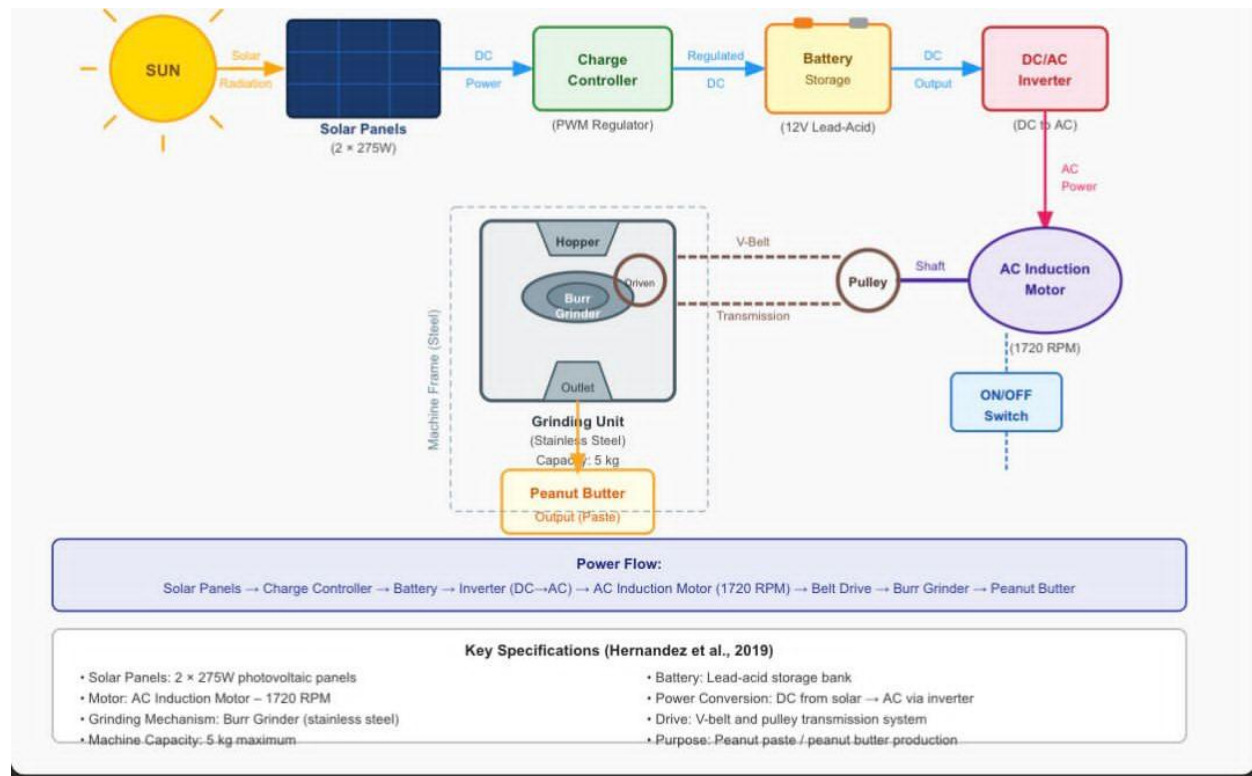 SUN
Solar
Radiation
Solar Panels
(2 × 275W)
DC
Power
Charge
Controller
(PWM Regulator)
Regulated
DC
Battery
Storage
(12V Lead-Acid)
DC
Output
DC/AC
Inverter
(DC to AC)
AC
Power
Machine Frame (Steel)
Hopper
Driven
Burr
Grinder
Outlet
V-Belt
Transmission
Pulley
Shaft
AC Induction
Motor
(1720 RPM)
ON/OFF
Switch
Grinding Unit
(Stainless Steel)
Capacity: 5 kg
Peanut Butter
Output (Paste)
Power Flow:
Solar Panels → Charge Controller → Battery → Inverter (DC→AC) → AC Induction Motor (1720 RPM) → Belt Drive → Burr Grinder → Peanut Butter
Key Specifications (Hernandez et al., 2019)
• Solar Panels: 2 × 275W photovoltaic panels
• Motor: AC Induction Motor – 1720 RPM
• Grinding Mechanism: Burr Grinder (stainless steel)
• Machine Capacity: 5 kg maximum
• Battery: Lead-acid storage bank
• Power Conversion: DC from solar → AC via inverter
• Drive: V-belt and pulley transmission system
• Purpose: Peanut paste / peanut butter production